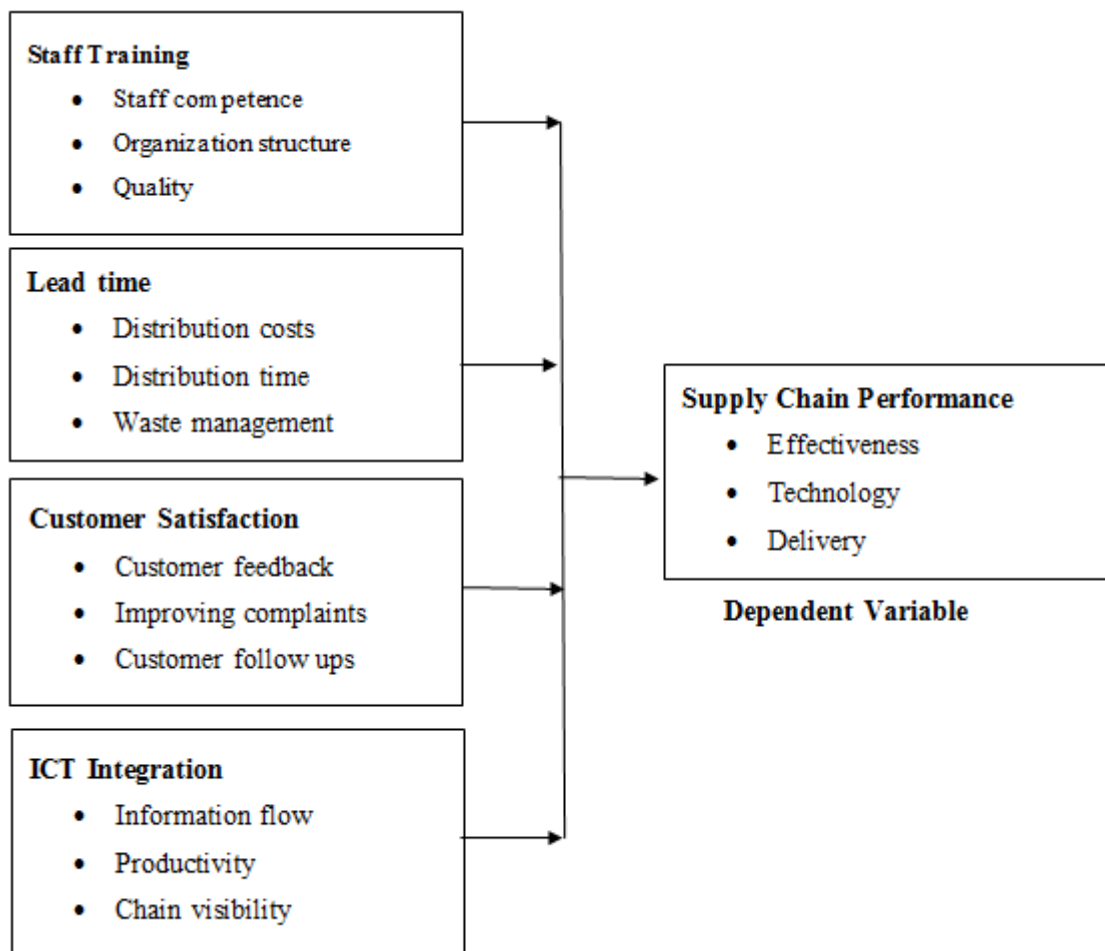 Staff Training
• Staff competence
• Organization structure
• Quality
Lead time
• Distribution costs
• Distribution time
• Waste management
Customer Satisfaction
• Customer feedback
• Improving complaints
• Customer follow ups
ICT Integration
• Information flow
• Productivity
• Chain visibility
Supply Chain Performance
• Effectiveness
• Technology
• Delivery
Dependent Variable